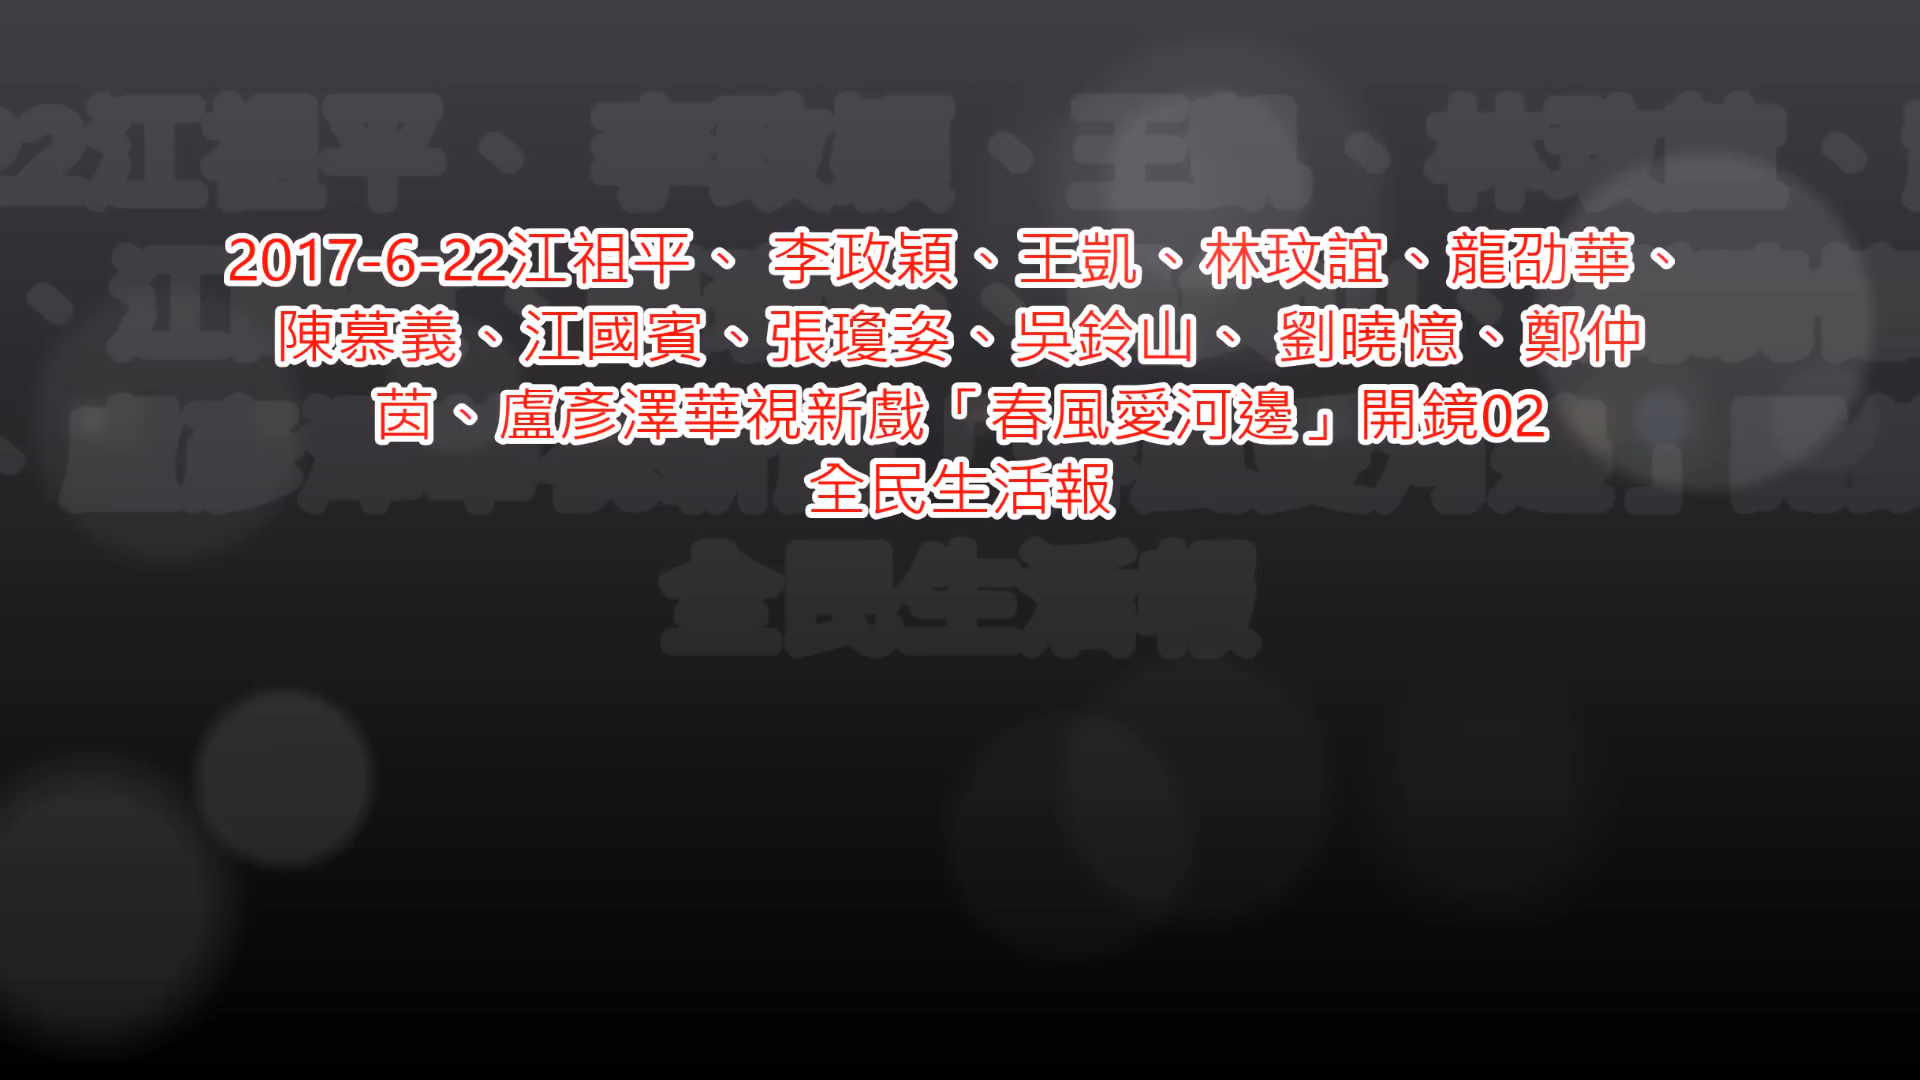 2017-6-22江祖平、 李政穎、王凱、林玟誼、龍劭華、
陳慕義、江國賓、張瓊姿、吳鈴山、 劉曉憶、鄭仲
茵、盧彥澤華視新戲「春風愛河邊」開鏡02
全民生活報